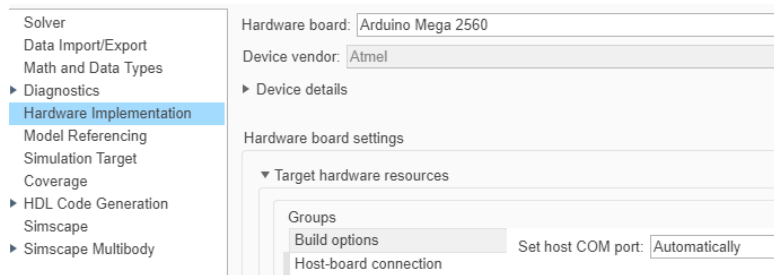 Solver
Data Import/Export
Math and Data Types
Diagnostics
Hardware Implementation
Model Referencing
Simulation Target
Coverage
HDL Code Generation
Simscape
Simscape Multibody
Hardware board: Arduino Mega 2560
Device vendor: Atmel
Device details
Hardware board settings
Target hardware resources
Groups
Build options
Host-board connection
Set host COM port: Automatically